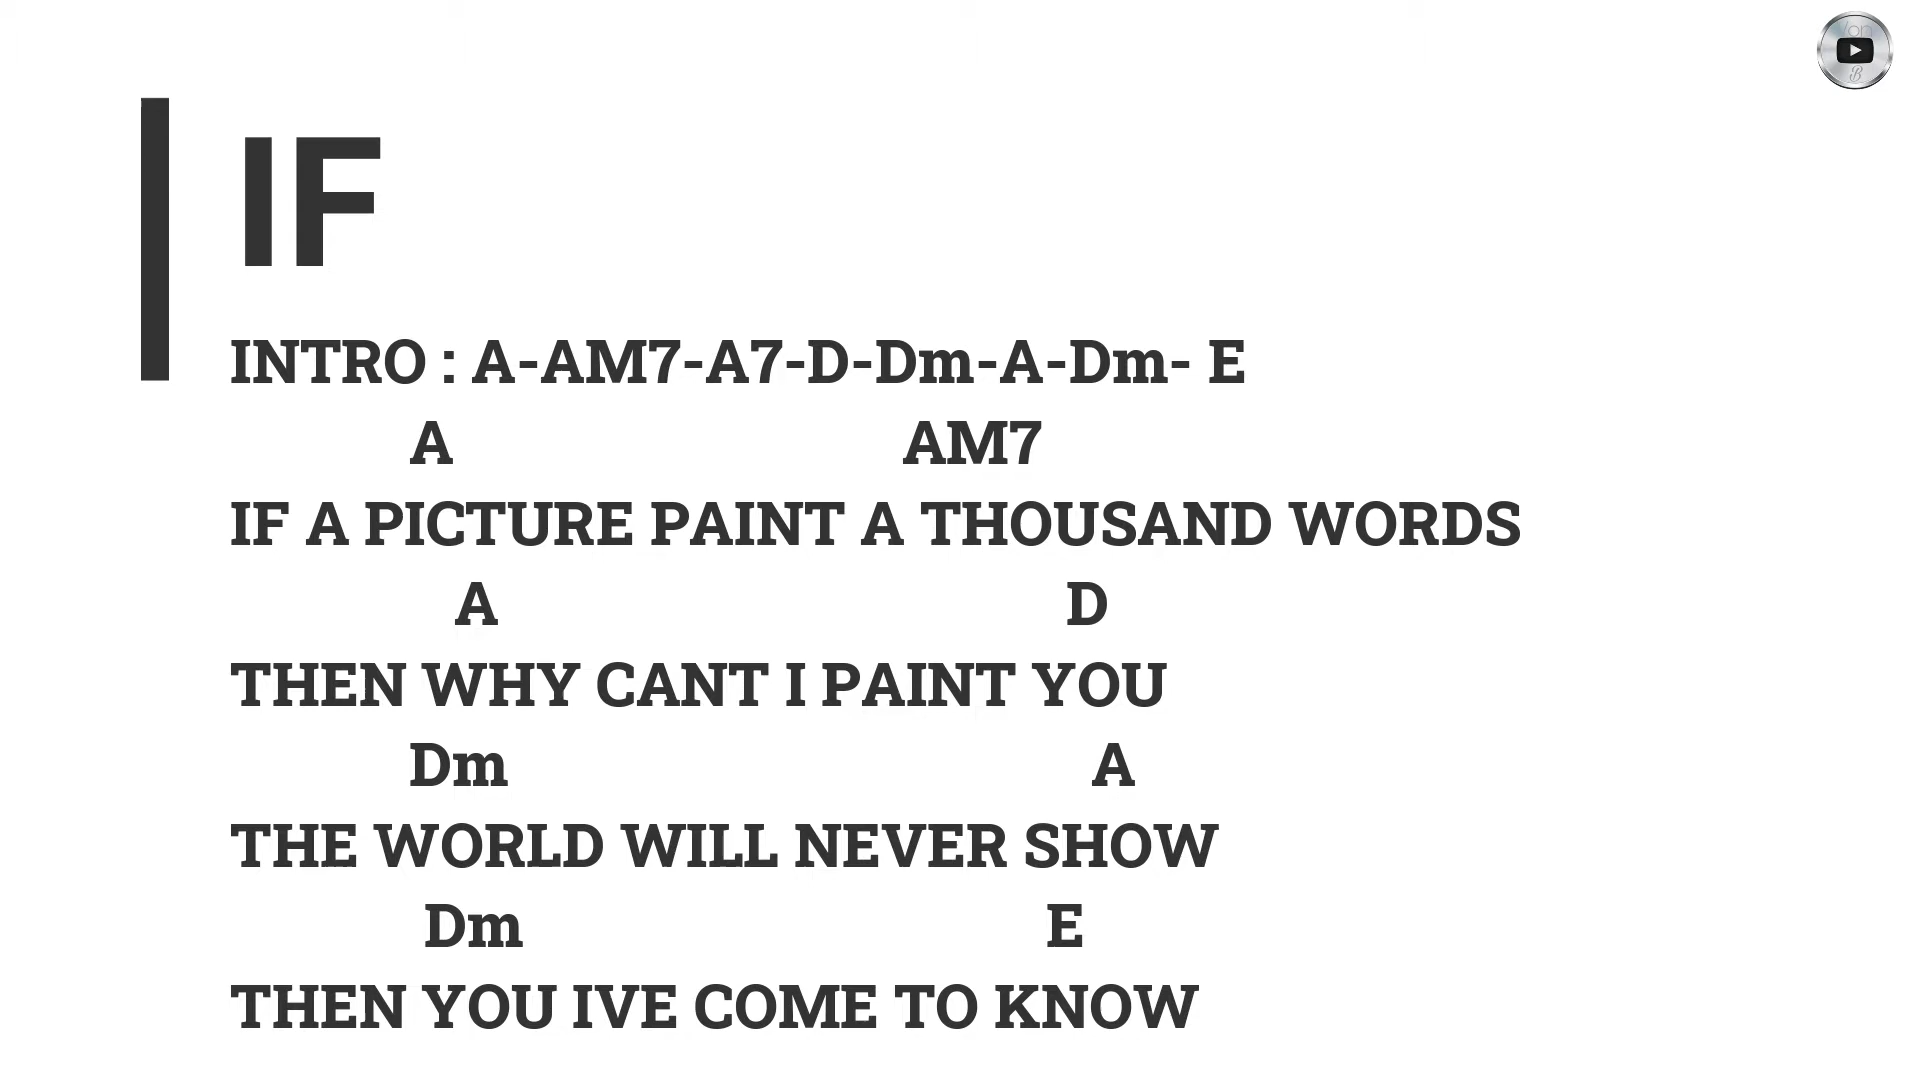 IF
INTRO : A-AM7-A7-D-Dm-A-Dm- E
A AM7
IF A PICTURE PAINT A THOUSAND WORDS
A D
THEN WHY CANT I PAINT YOU
Dm A
THE WORLD WILL NEVER SHOW
Dm E
THEN YOU IVE COME TO KNOW